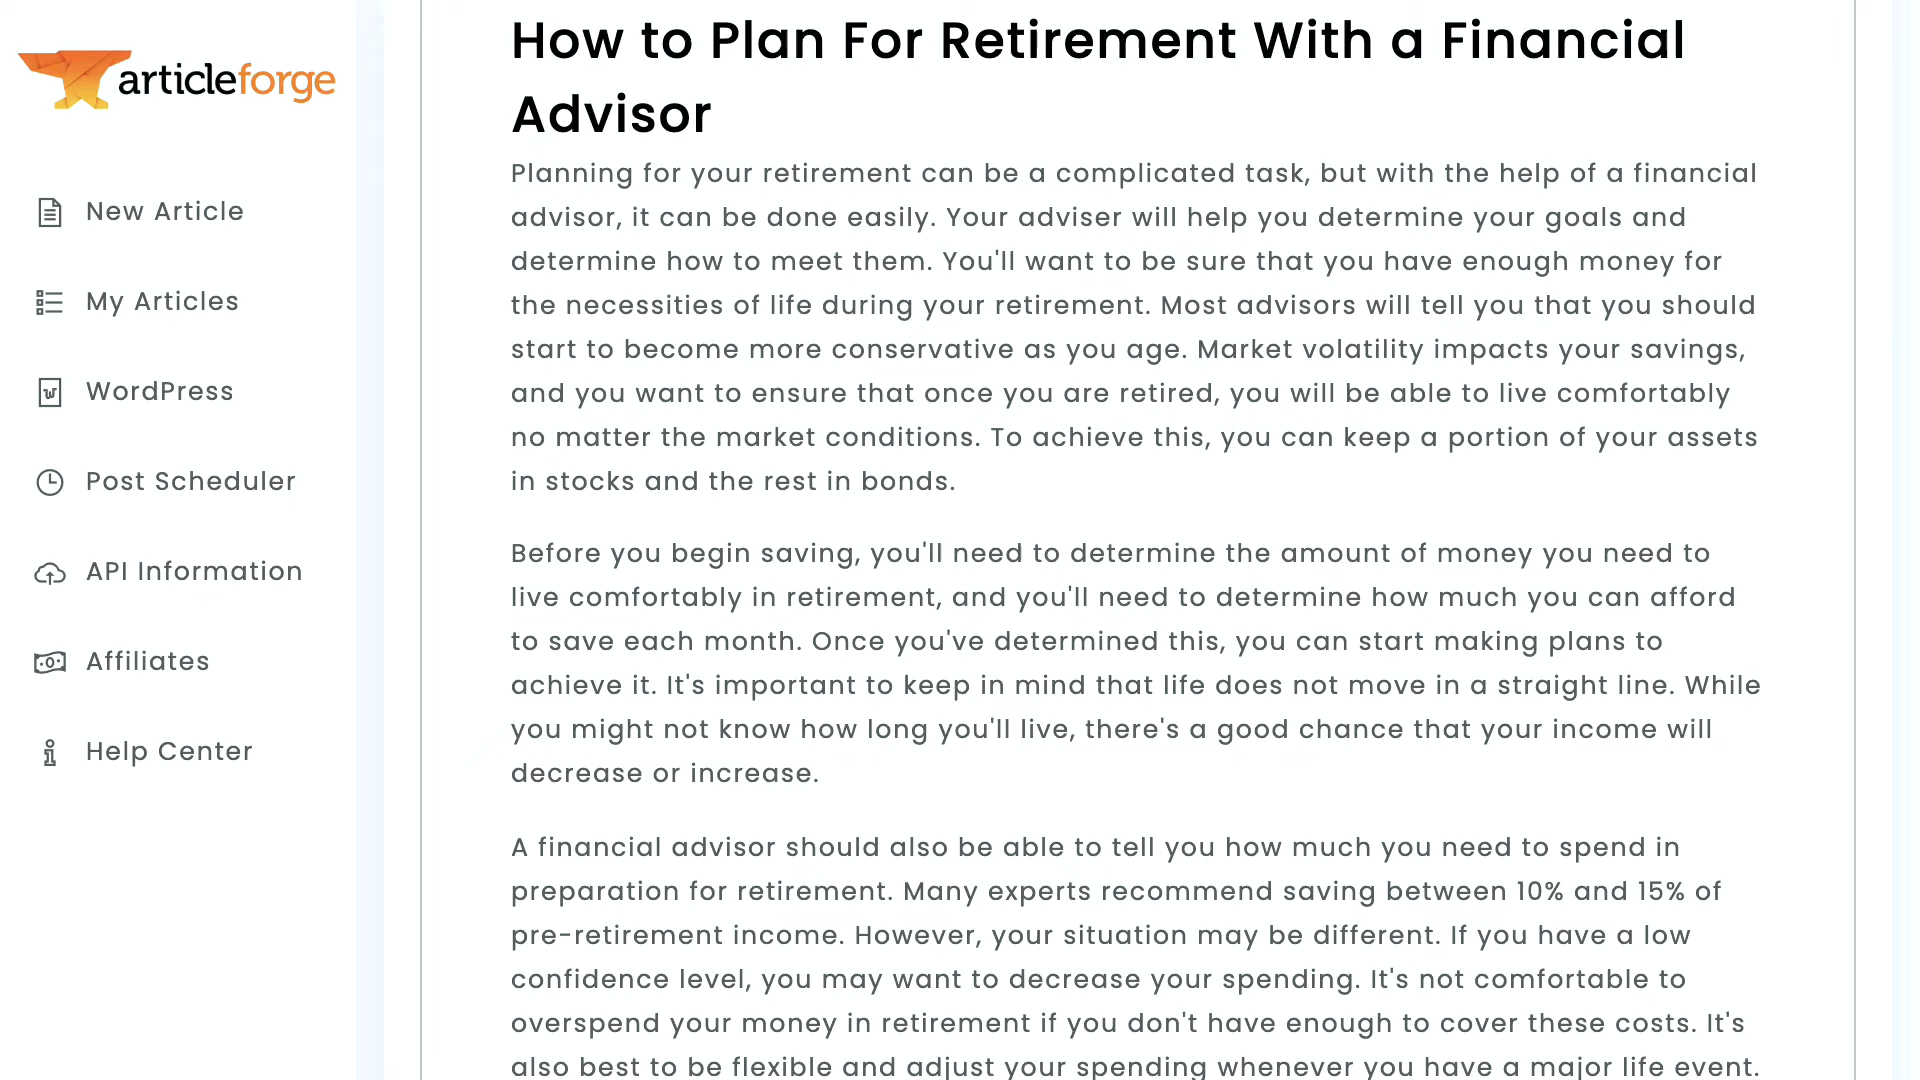 articleforge
New Article
My Articles
WordPress
Post Scheduler
API Information
Affiliates
Help Center
How to Plan For Retirement With a Financial
Advisor
Planning for your retirement can be a complicated task, but with the help of a financial
advisor, it can be done easily. Your adviser will help you determine your goals and
determine how to meet them. You'll want to be sure that you have enough money for
the necessities of life during your retirement. Most advisors will tell you that you should
start to become more conservative as you age. Market volatility impacts your savings,
and you want to ensure that once you are retired, you will be able to live comfortably
no matter the market conditions. To achieve this, you can keep a portion of your assets
in stocks and the rest in bonds.
Before you begin saving, you'll need to determine the amount of money you need to
live comfortably in retirement, and you'll need to determine how much you can afford
to save each month. Once you've determined this, you can start making plans to
achieve it. It's important to keep in mind that life does not move in a straight line. While
you might not know how long you'll live, there's a good chance that your income will
decrease or increase.
A financial advisor should also be able to tell you how much you need to spend in
preparation for retirement. Many experts recommend saving between 10% and 15% of
pre-retirement income. However, your situation may be different. If you have a low
confidence level, you may want to decrease your spending. It's not comfortable to
overspend your money in retirement if you don't have enough to cover these costs. It's
also best to be flexible and adjust your spending whenever you have a major life event.